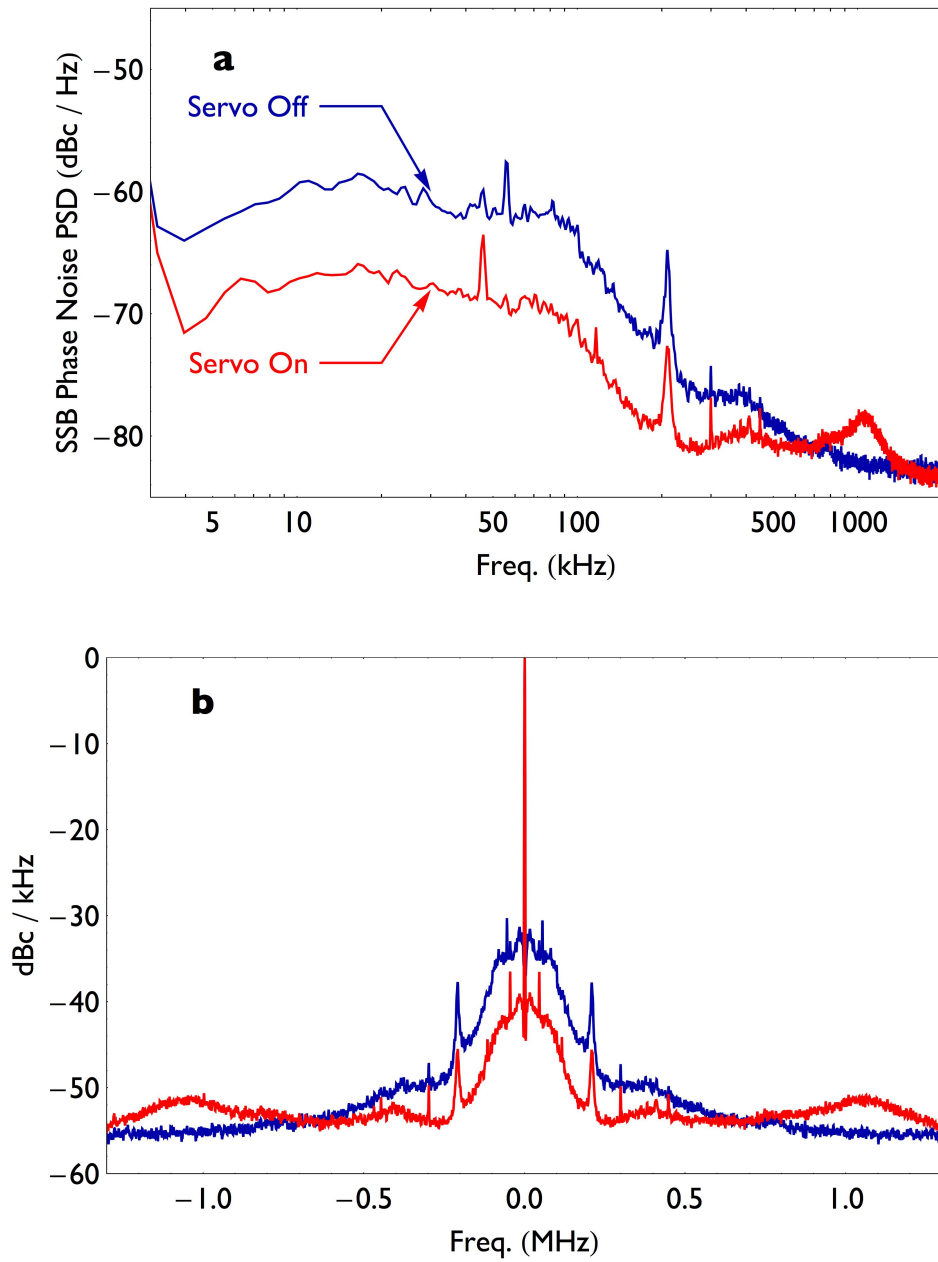 a
−50
Servo Off
−60
−70
Servo On
−80
SSB Phase Noise PSD (dBc / Hz)
5 10 50 100 500 1000
Freq. (kHz)
0
b
−10
−20
−30
−40
−50
−60
dBc / kHz
−1.0 −0.5 0.0 0.5 1.0
Freq. (MHz)